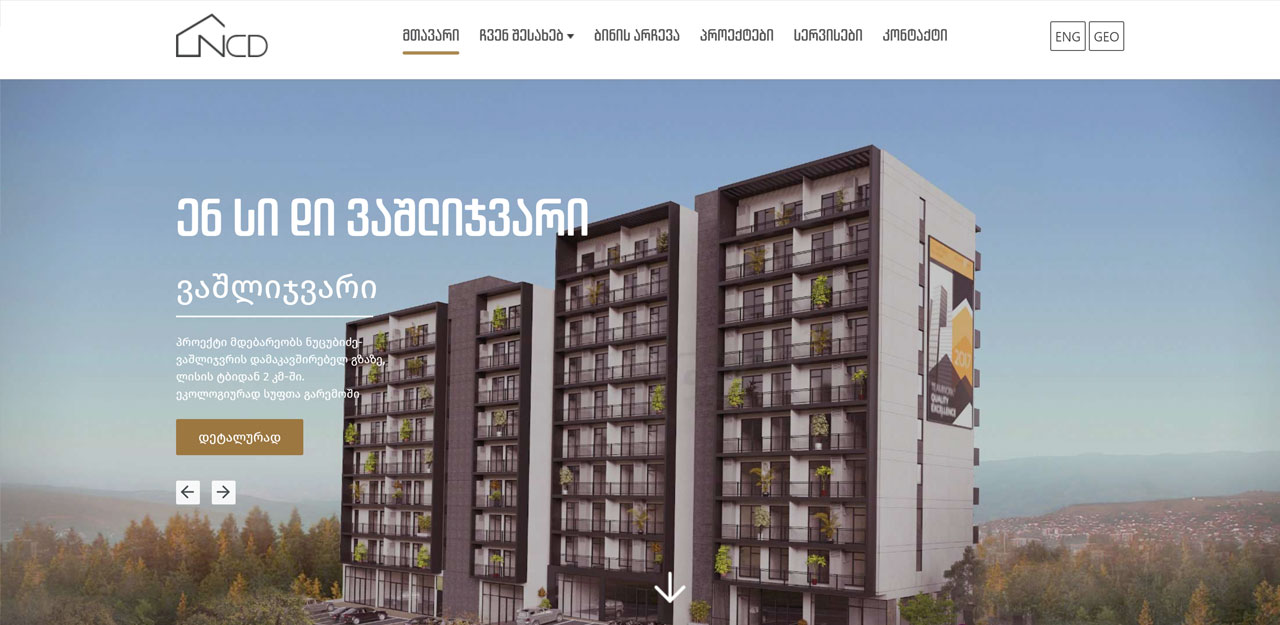 NCD
მთავარი ჩვენ შესახებ ბინის არჩევა პროექტები სერვისები კონტაქტი
ENG GEO
ენ სი დი ვაშლიჯვარი
ვაშლიჯვარი
პროექტი მდებარეობს ნუცუბიძე-
ვაშლიჯვრის დამაკავშირებელ გზაზე,
ლისის ტბიდან 2 კმ-ში.
ეკოლოგიურად სუფთა გარემოში
დეტალურად
2017
QUALITY
EXCELLENCE